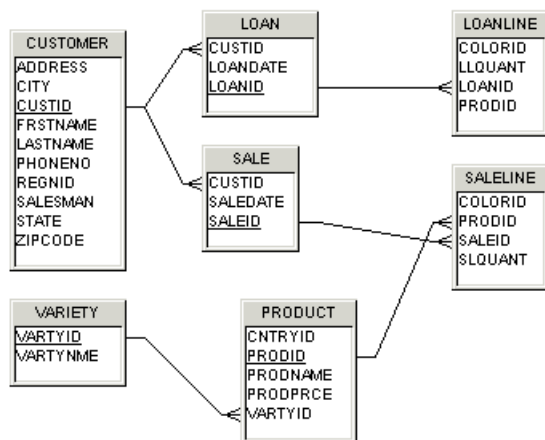 CUSTOMER
ADDRESS
CITY
CUSTID
FRSTNAME
LASTNAME
PHONENO
REGNID
SALESMAN
STATE
ZIPCODE
LOAN
CUSTID
LOANDATE
LOANID
LOANLINE
COLORID
LLQUANT
LOANID
PRODID
SALE
CUSTID
SALEDATE
SALEID
SALELINE
COLORID
PRODID
SALEID
SLQUANT
VARIETY
VARTYID
VARTYNME
PRODUCT
CNTRYID
PRODID
PRODNAME
PRODPRCE
VARTYID